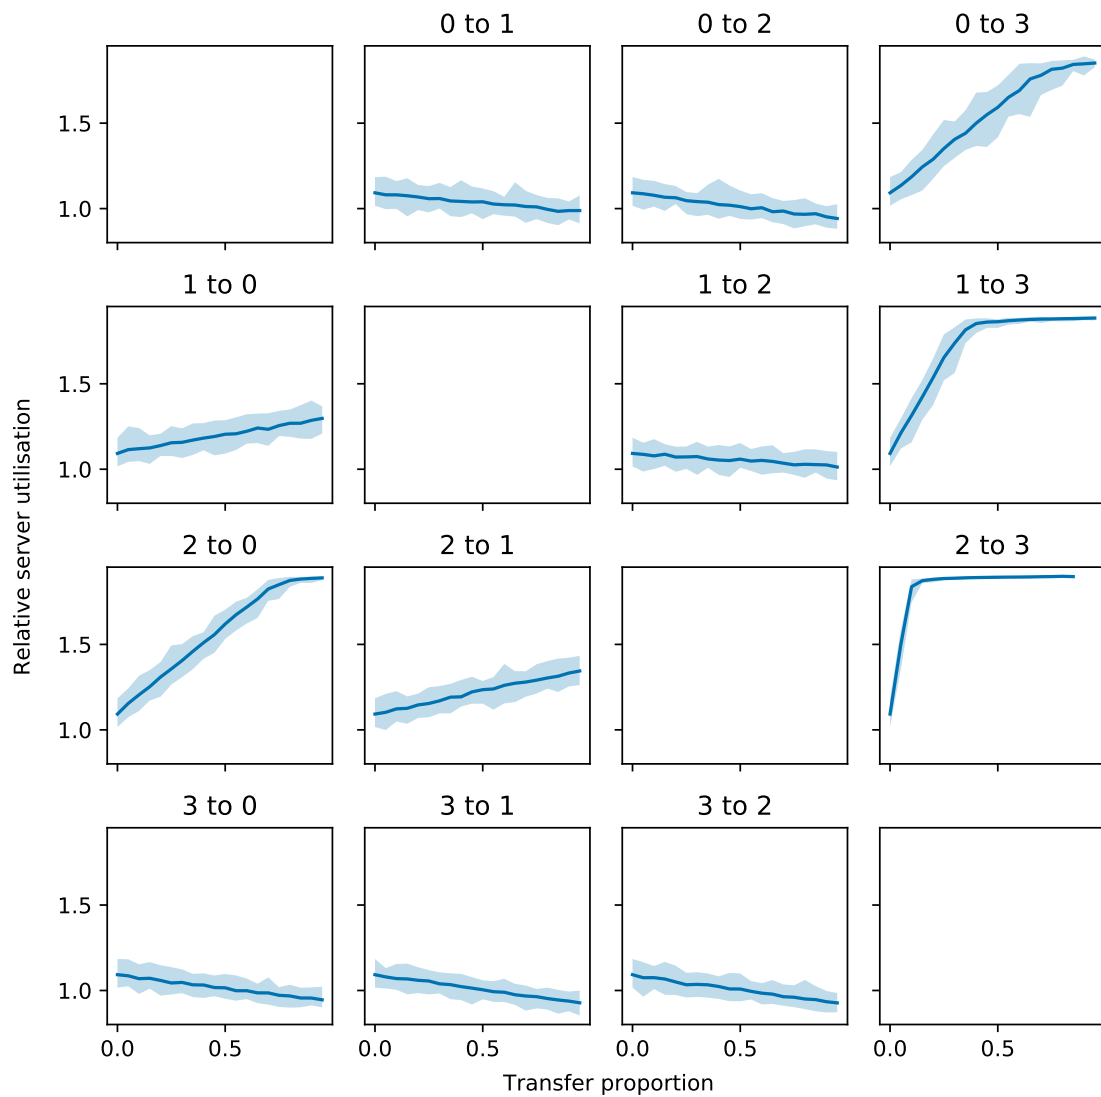 0 to 1
0 to 2
0 to 3
1.5
1.0
1 to 0
1 to 2
1 to 3
1.5
1.0
Relative server utilisation
2 to 0
2 to 1
2 to 3
1.5
1.0
3 to 0
3 to 1
3 to 2
1.5
1.0
0.0 0.5 0.0 0.5 0.0 0.5 0.0 0.5
Transfer proportion